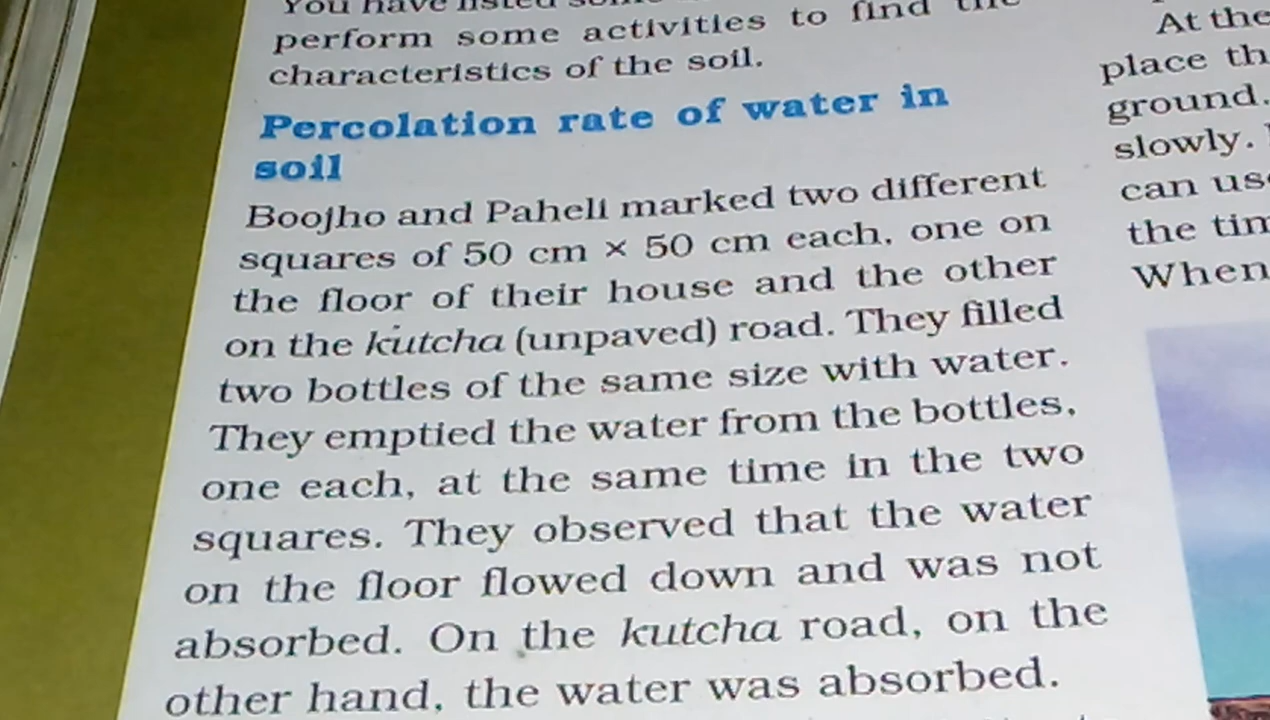 You have listed
perform some activities to find the
characteristics of the soil.
Percolation rate of water in
soil
Boojho and Paheli marked two different
squares of 50 cm × 50 cm each, one on
the floor of their house and the other
on the kutcha (unpaved) road. They filled
two bottles of the same size with water.
They emptied the water from the bottles,
one each, at the same time in the two
squares. They observed that the water
on the floor flowed down and was not
absorbed. On the kutcha road, on the
other hand, the water was absorbed.
At the
place
ground.
slowly.
can
the
When